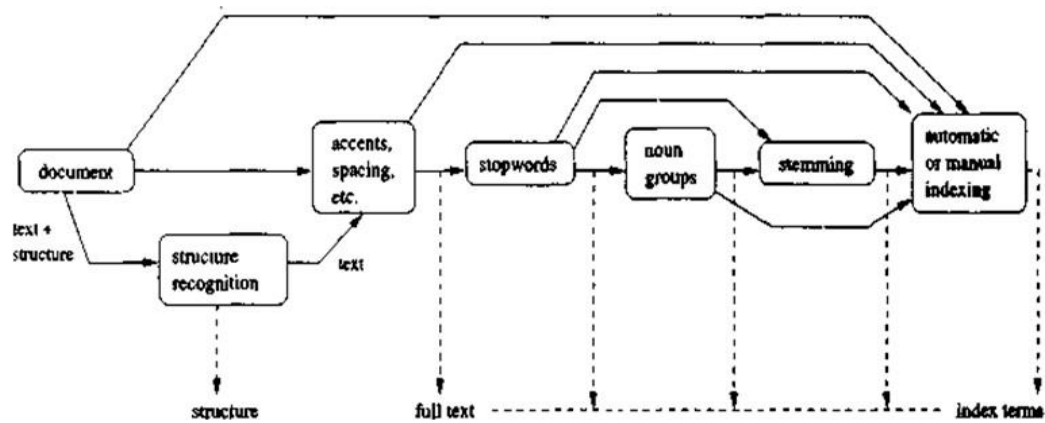 document
accents,
spacing,
etc.
stopwords
noun
groups
stemming
automatic
or manual
indexing
text +
structure
structure
recognition
text
structure
full text
index terms